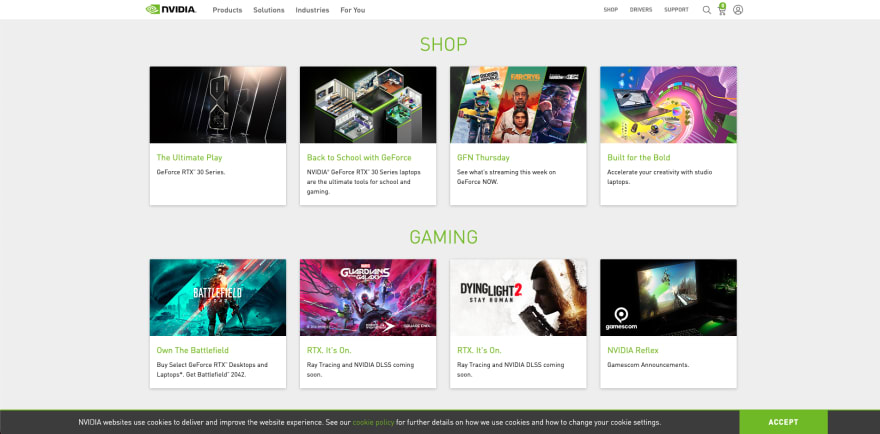 NVIDIA.
Products Solutions Industries For You
SHOP DRIVERS SUPPORT
SHOP
The Ultimate Play
GeForce RTX™ 30 Series.
Back to School with GeForce
NVIDIA® GeForce RTX™ 30 Series laptops
are the ultimate tools for school and
gaming.
FARCRY6
GFN Thursday
See what's streaming this week on
GeForce NOW.
Built for the Bold
Accelerate your creativity with studio
laptops.
GAMING
BATTLEFIELD
2042
Own The Battlefield
Buy Select GeForce RTX™ Desktops and
Laptops*. Get Battlefield™ 2042.
MARVEL
GUARDIANS
GALAXY
SQUARE ENIX
RTX. It's On.
Ray Tracing and NVIDIA DLSS coming
soon.
DYING LIGHT 2
STAY HUMAN
RTX. It's On.
Ray Tracing and NVIDIA DLSS coming
soon.
gamescom
NVIDIA Reflex
Gamescom Announcements.
NVIDIA websites use cookies to deliver and improve the website experience. See our cookie policy for further details on how we use cookies and how to change your cookie settings.
ACCEPT